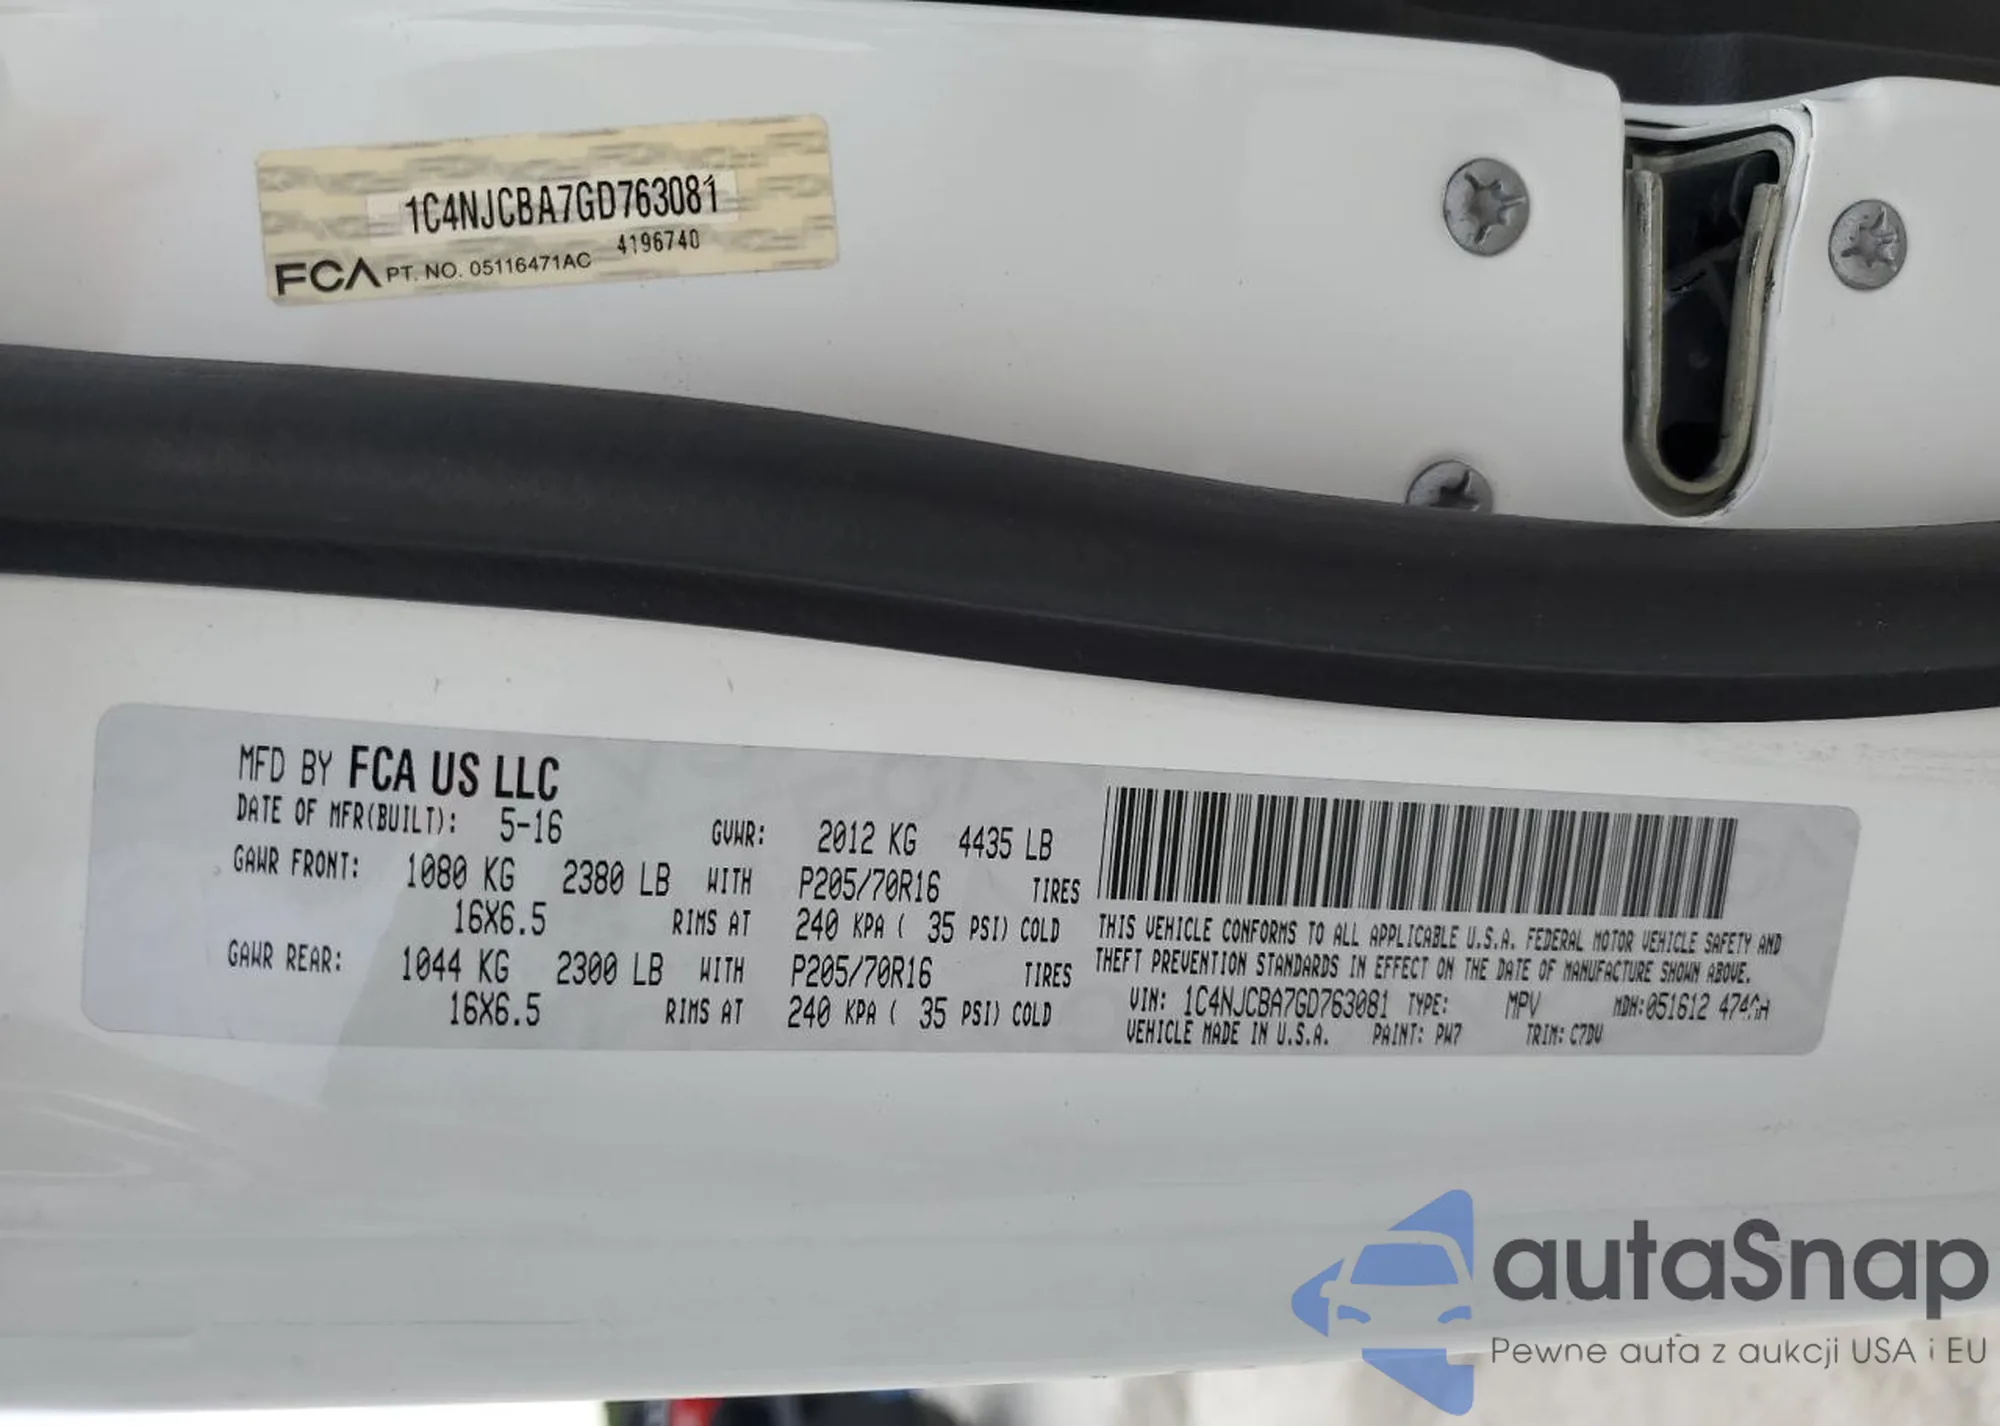 1C4NJCBA7GD763081
4196740
FCA PT. NO. 05116471AC
MFD BY FCA US LLC
DATE OF MFR(BUILT): 5-16 GVWR: 2012 KG 4435 LB
GAWR FRONT: 1080 KG 2380 LB WITH P205/70R16 TIRES
16X6.5 RIMS AT 240 KPA ( 35 PSI) COLD
GAWR REAR: 1044 KG 2300 LB WITH P205/70R16 TIRES
16X6.5 RIMS AT 240 KPA ( 35 PSI) COLD
THIS VEHICLE CONFORMS TO ALL APPLICABLE U.S.A. FEDERAL MOTOR VEHICLE SAFETY AND
THEFT PREVENTION STANDARDS IN EFFECT ON THE DATE OF MANUFACTURE SHOWN ABOVE.
VIN: 1C4NJCBA7GD763081 TYPE: MPV MDH:051612
VEHICLE MADE IN U.S.A. PAINT: PW7 TRIM: C7DV
autaSnap
Pewne auta z aukcji USA i EU